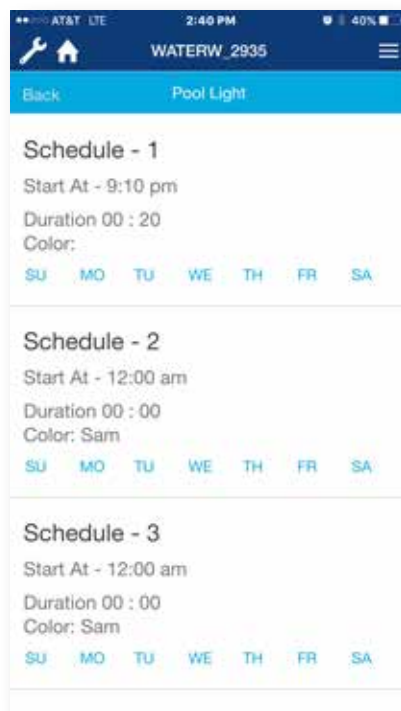 AT&T LTE 2:40 PM 40%
WATERW_2935
Back Pool Light
Schedule - 1
Start At - 9:10 pm
Duration 00 : 20
Color:
SU MO TU WE TH FR SA
Schedule - 2
Start At - 12:00 am
Duration 00 : 00
Color: Sam
SU MO TU WE TH FR SA
Schedule - 3
Start At - 12:00 am
Duration 00 : 00
Color: Sam
SU MO TU WE TH FR SA